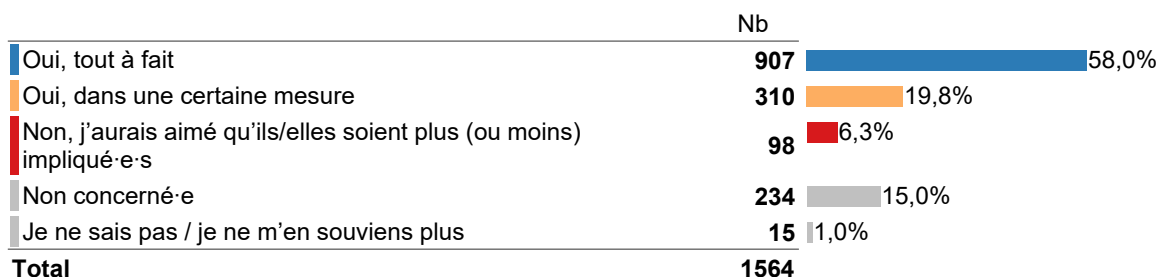 Nb
Oui, tout à fait 907 58,0%
Oui, dans une certaine mesure 310 19,8%
Non, j’aurais aimé qu’ils/elles soient plus (ou moins)
impliqué·e·s 98 6,3%
Non concerné·e 234 15,0%
Je ne sais pas / je ne m’en souviens plus 15 1,0%
Total 1564